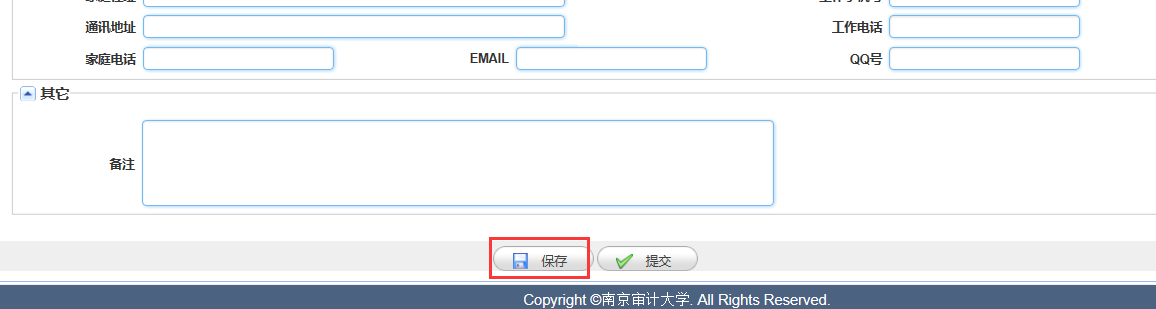 通讯地址 工作电话
家庭电话 EMAIL QQ号
其它
备注
保存 提交
Copyright ©南京审计大学. All Rights Reserved.